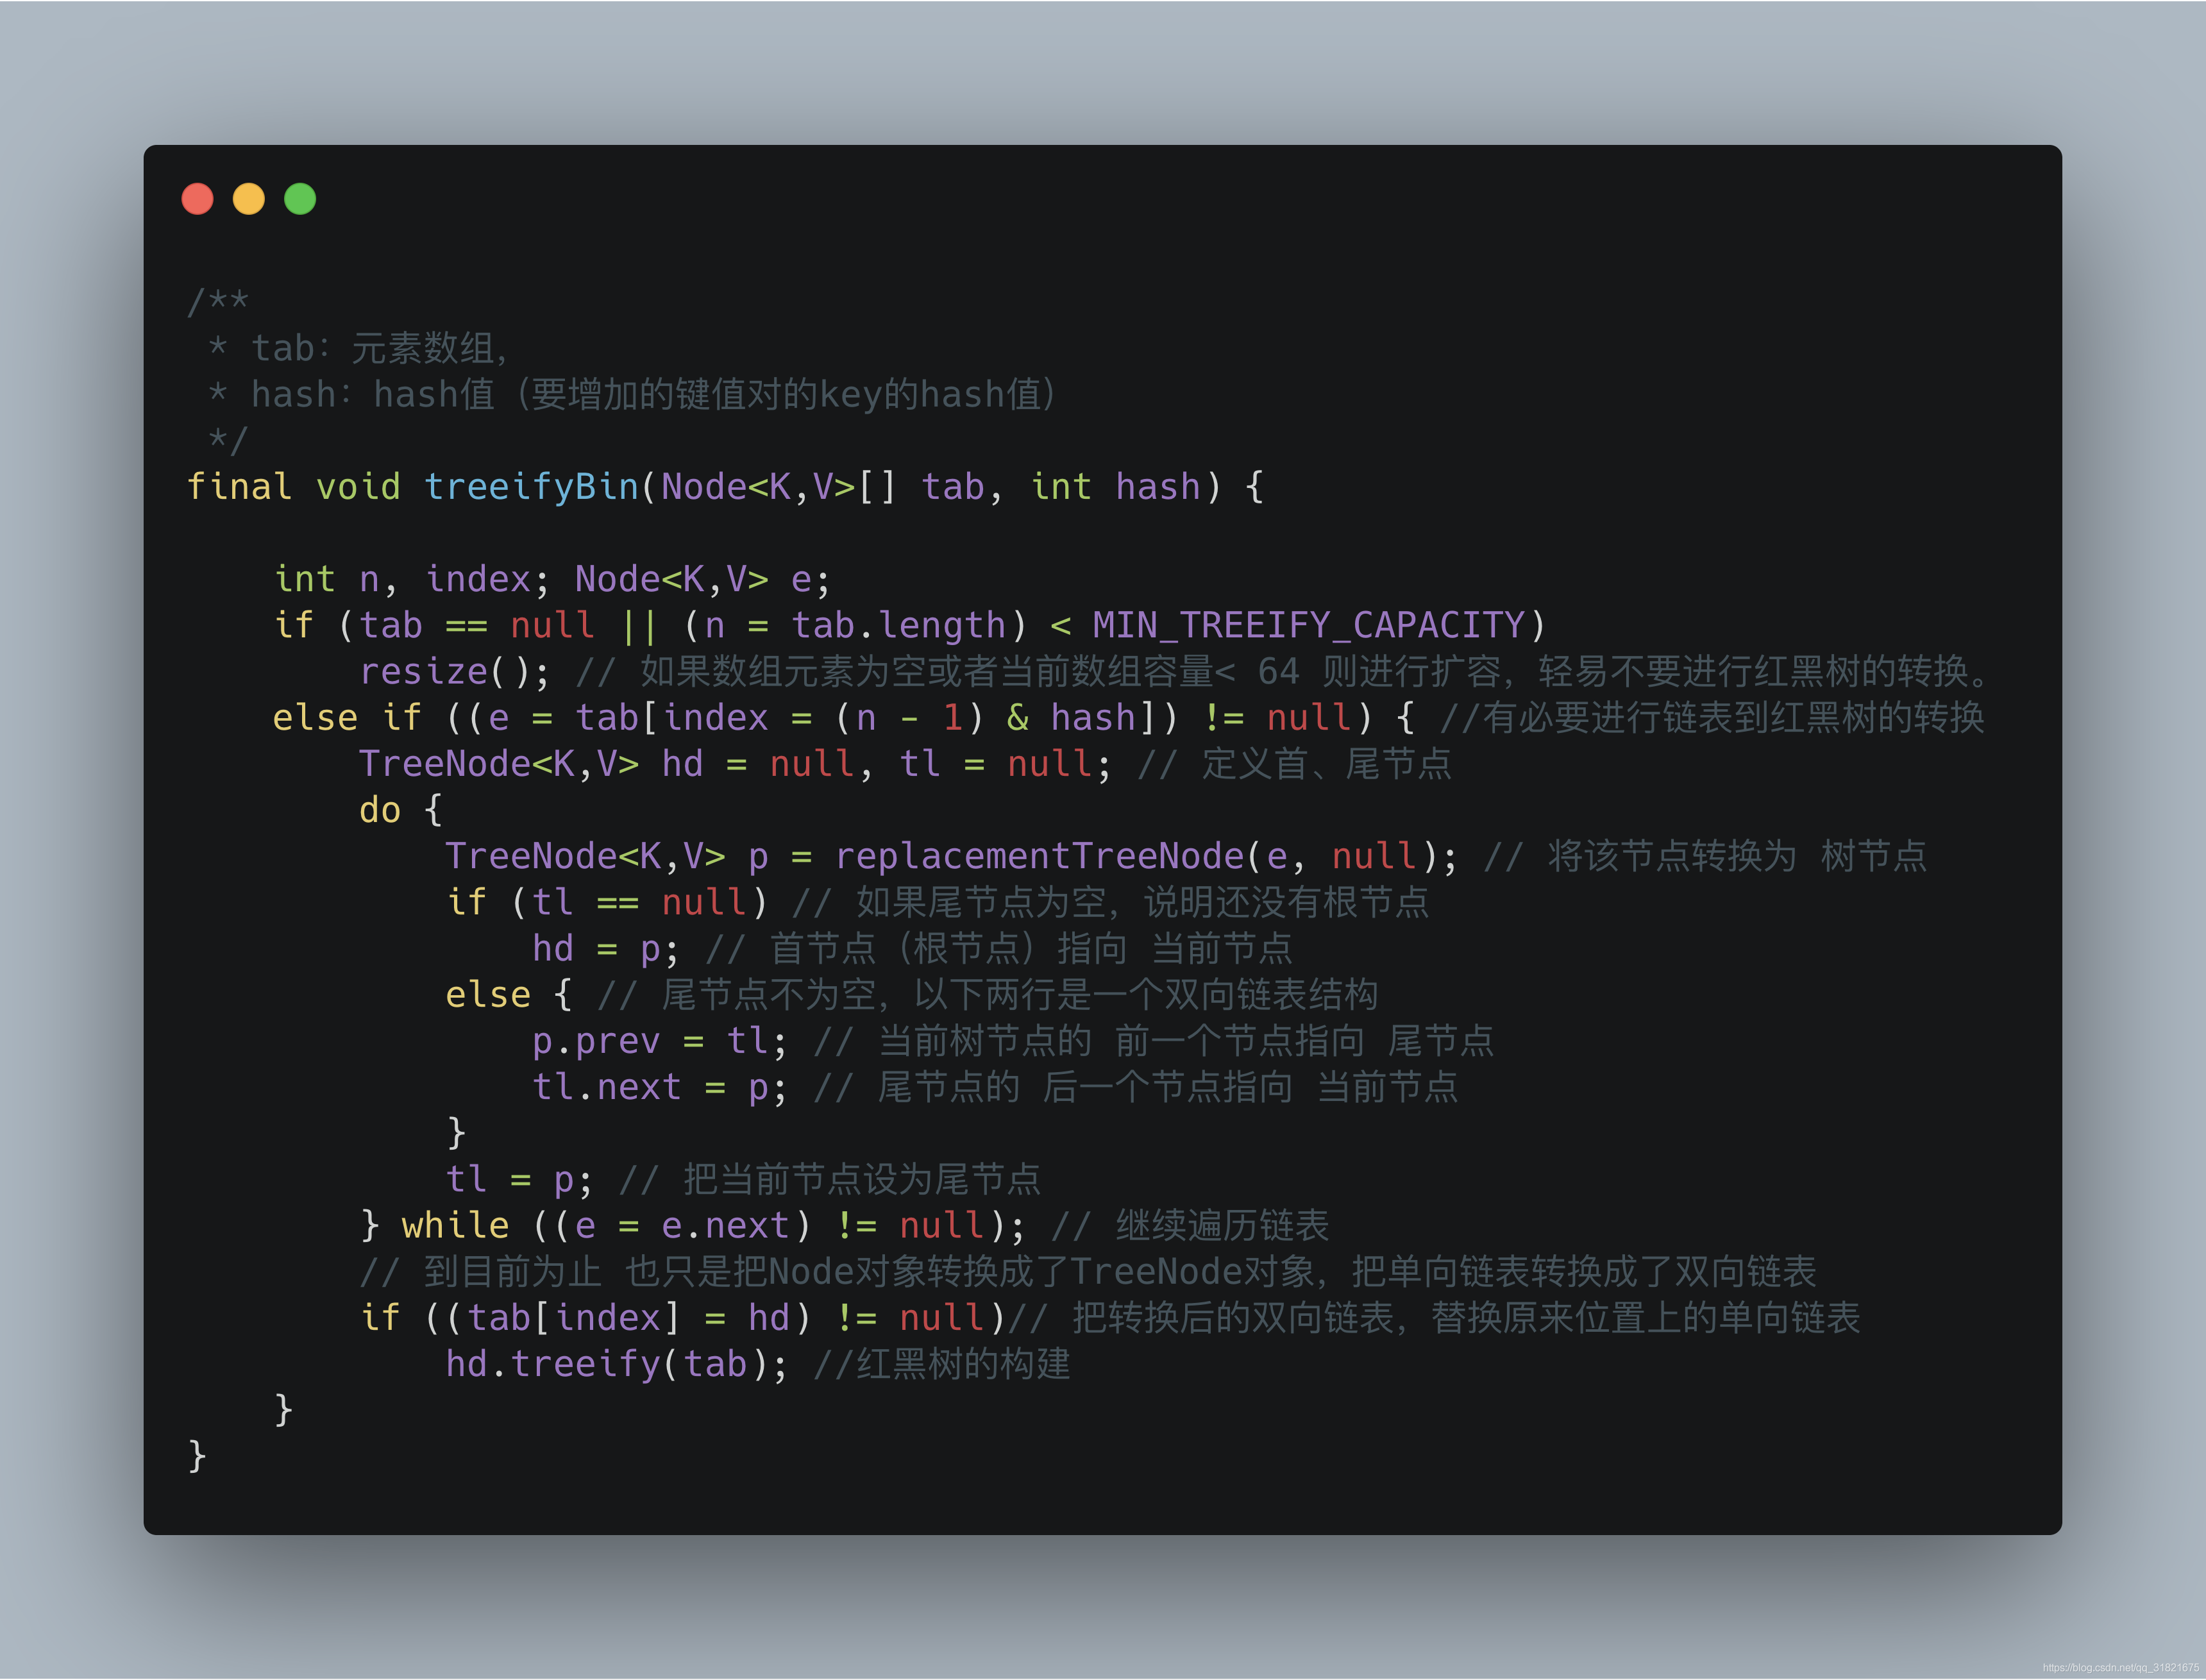 /**
 * tab：元素数组，
 * hash：hash值（要增加的键值对的key的hash值）
 */
final void treeifyBin(Node<K,V>[] tab, int hash) {
    int n, index; Node<K,V> e;
    if (tab == null || (n = tab.length) < MIN_TREEIFY_CAPACITY)
        resize(); // 如果数组元素为空或者当前数组容量< 64 则进行扩容，轻易不要进行红黑树的转换。
    else if ((e = tab[index = (n - 1) & hash]) != null) { //有必要进行链表到红黑树的转换
        TreeNode<K,V> hd = null, tl = null; // 定义首、尾节点
        do {
            TreeNode<K,V> p = replacementTreeNode(e, null); // 将该节点转换为 树节点
            if (tl == null) // 如果尾节点为空，说明还没有根节点
                hd = p; // 首节点（根节点）指向 当前节点
            else { // 尾节点不为空，以下两行是一个双向链表结构
                p.prev = tl; // 当前树节点的 前一个节点指向 尾节点
                tl.next = p; // 尾节点的 后一个节点指向 当前节点
            }
            tl = p; // 把当前节点设为尾节点
        } while ((e = e.next) != null); // 继续遍历链表
        // 到目前为止 也只是把Node对象转换成了TreeNode对象，把单向链表转换成了双向链表
        if ((tab[index] = hd) != null)// 把转换后的双向链表，替换原来位置上的单向链表
            hd.treeify(tab); //红黑树的构建
    }
}
https://blog.csdn.net/qq_31821675